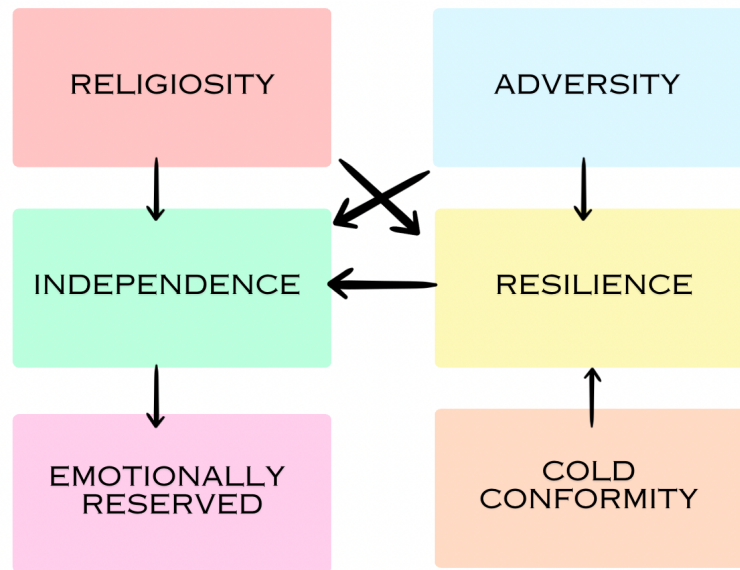 RELIGIOSITY
ADVERSITY
INDEPENDENCE
RESILIENCE
EMOTIONALLY
RESERVED
COLD
CONFORMITY